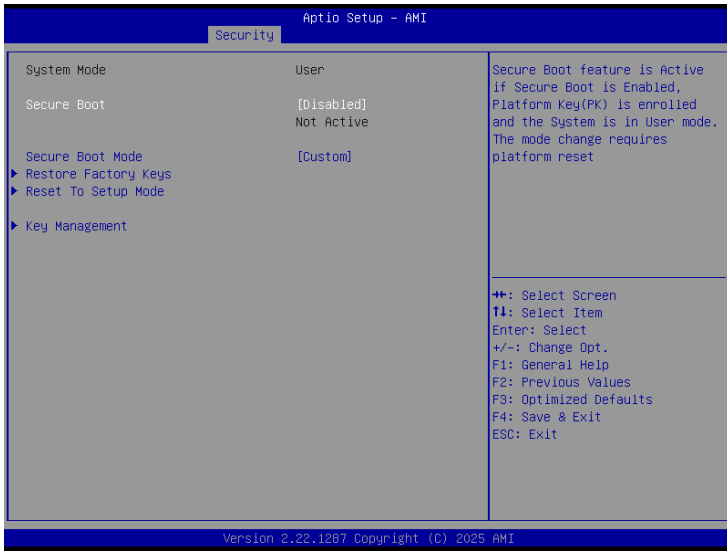 Aptio Setup – AMI
Security
System Mode User
Secure Boot [Disabled]
Not Active
Secure Boot Mode [Custom]
Restore Factory Keys
Reset To Setup Mode
Key Management
Secure Boot feature is Active
if Secure Boot is Enabled,
Platform Key(PK) is enrolled
and the System is in User mode.
The mode change requires
platform reset
→←: Select Screen
↑↓: Select Item
Enter: Select
+/-: Change Opt.
F1: General Help
F2: Previous Values
F3: Optimized Defaults
F4: Save & Exit
ESC: Exit
Version 2.22.1287 Copyright (C) 2025 AMI